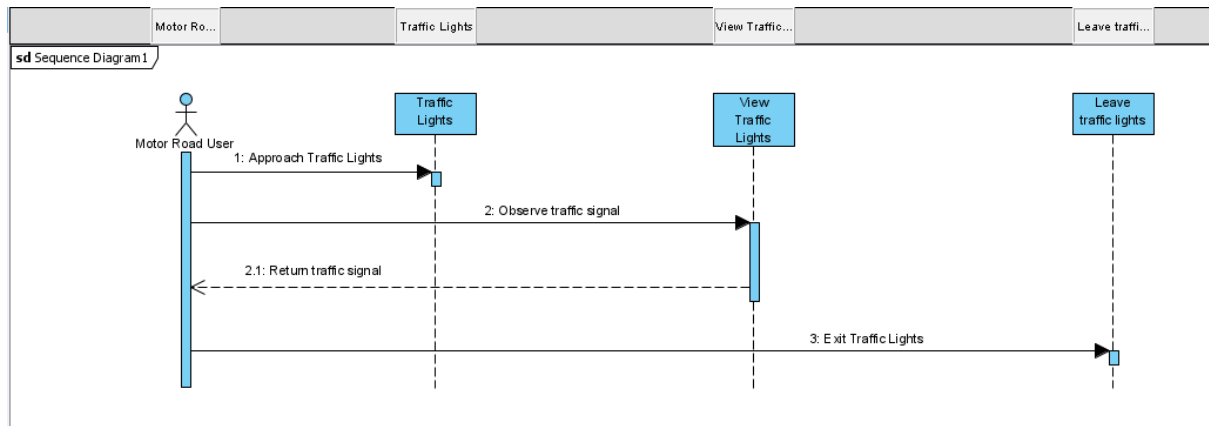 Motor Ro...
Traffic Lights
View Traffic...
Leave traffi...
sd Sequence Diagram1
Motor Road User
Traffic
Lights
View
Traffic
Lights
Leave
traffic lights
1: Approach Traffic Lights
2: Observe traffic signal
2.1: Return traffic signal
3: Exit Traffic Lights